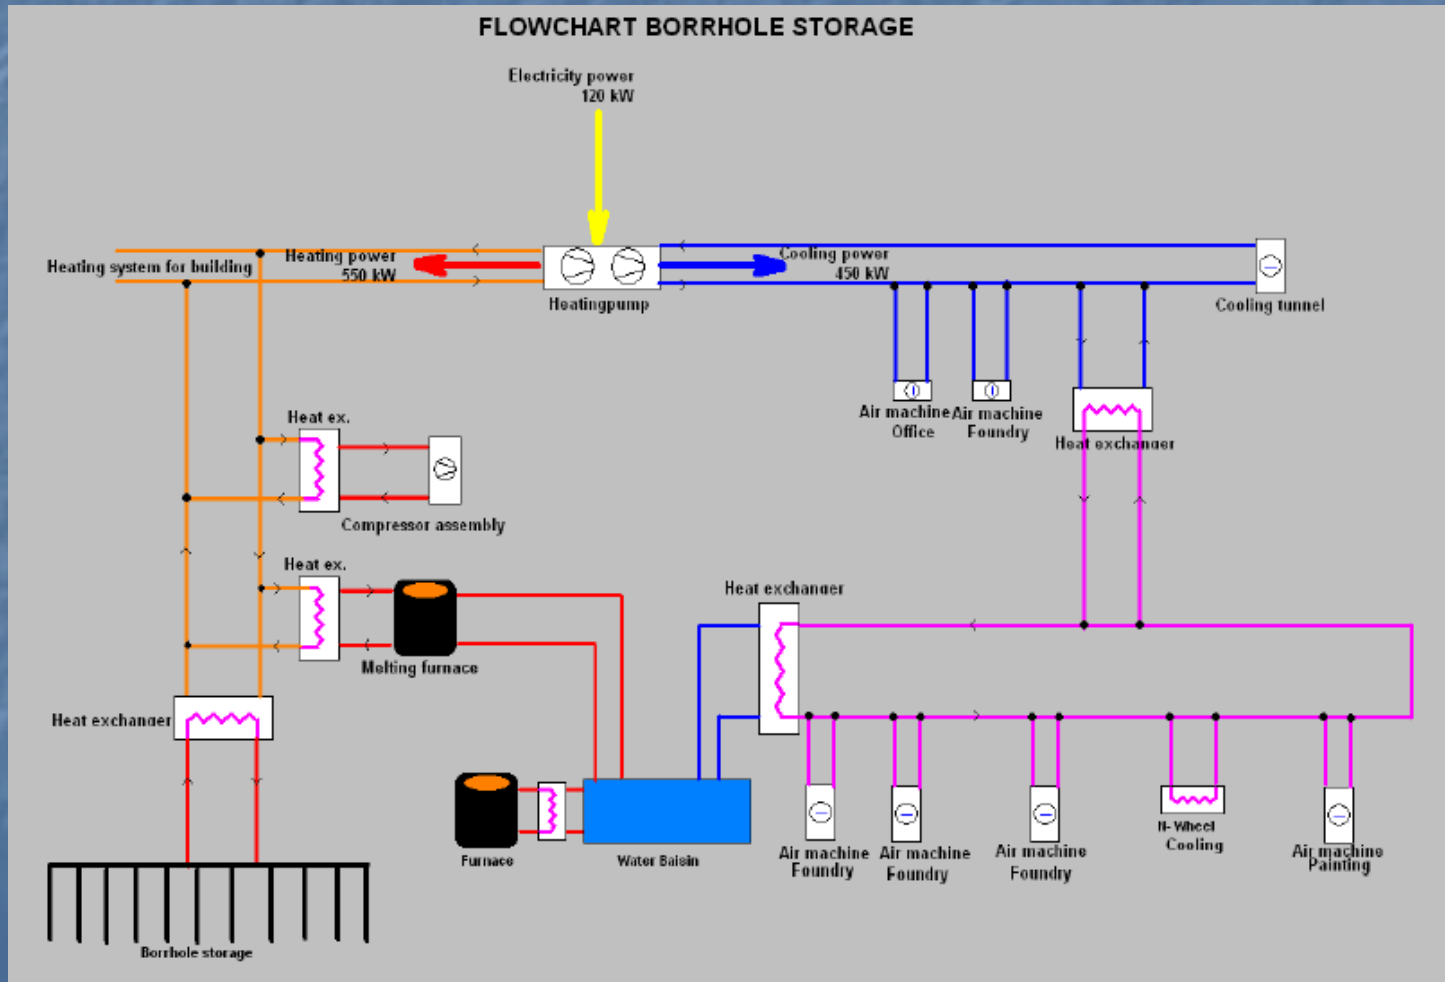 FLOWCHART BORRHOLE STORAGE
Electricity power
120 kW
Heating system for building
Heating power
550 kW
Heatingpump
Cooling power
450 kW
Cooling tunnel
Air machine
Office
Air machine
Foundry
Heat exchanger
Heat ex.
Compressor assembly
Heat ex.
Melting furnace
Heat exchanger
Heat exchanger
Furnace
Water Baisin
Air machine
Foundry
Air machine
Foundry
Air machine
Foundry
N-Wheel
Cooling
Air machine
Painting
Borrhole storage